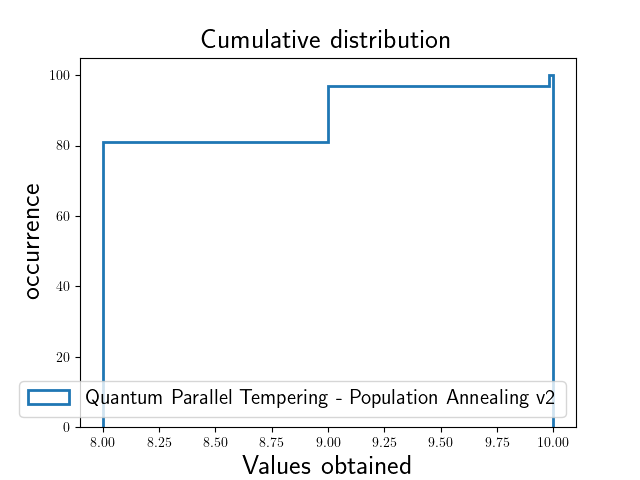 Cumulative distribution
occurrence
100
80
60
40
20
0
Quantum Parallel Tempering - Population Annealing v2
8.00 8.25 8.50 8.75 9.00 9.25 9.50 9.75 10.00
Values obtained